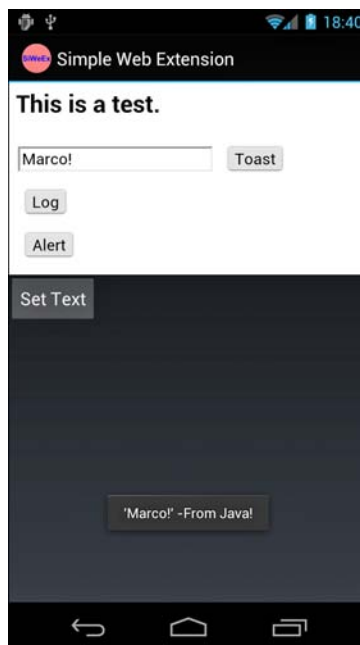 18:40
SiWeEx Simple Web Extension
This is a test.
Marco! Toast
Log
Alert
Set Text
'Marco!' -From Java!